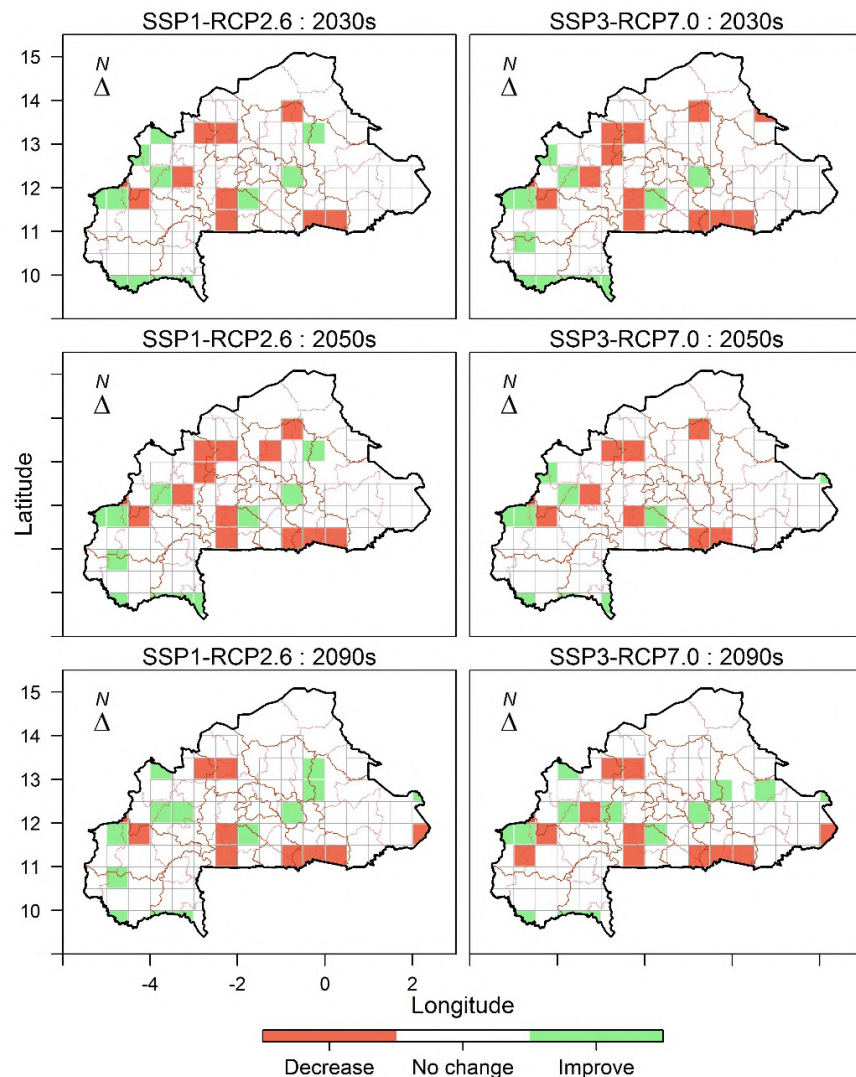 SSP1-RCP2.6 : 2030s
SSP3-RCP7.0 : 2030s
15
14
13
12
11
10
N
Δ
N
Δ
SSP1-RCP2.6 : 2050s
SSP3-RCP7.0 : 2050s
Latitude
N
Δ
N
Δ
SSP1-RCP2.6 : 2090s
SSP3-RCP7.0 : 2090s
15
14
13
12
11
10
N
Δ
N
Δ
-4 -2 0 2
Longitude
Decrease No change Improve